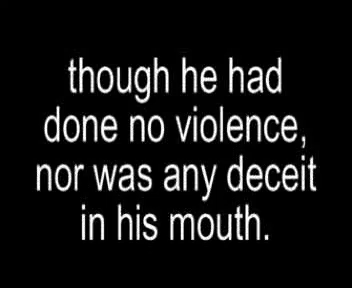 though he had
done no violence,
nor was any deceit
in his mouth.